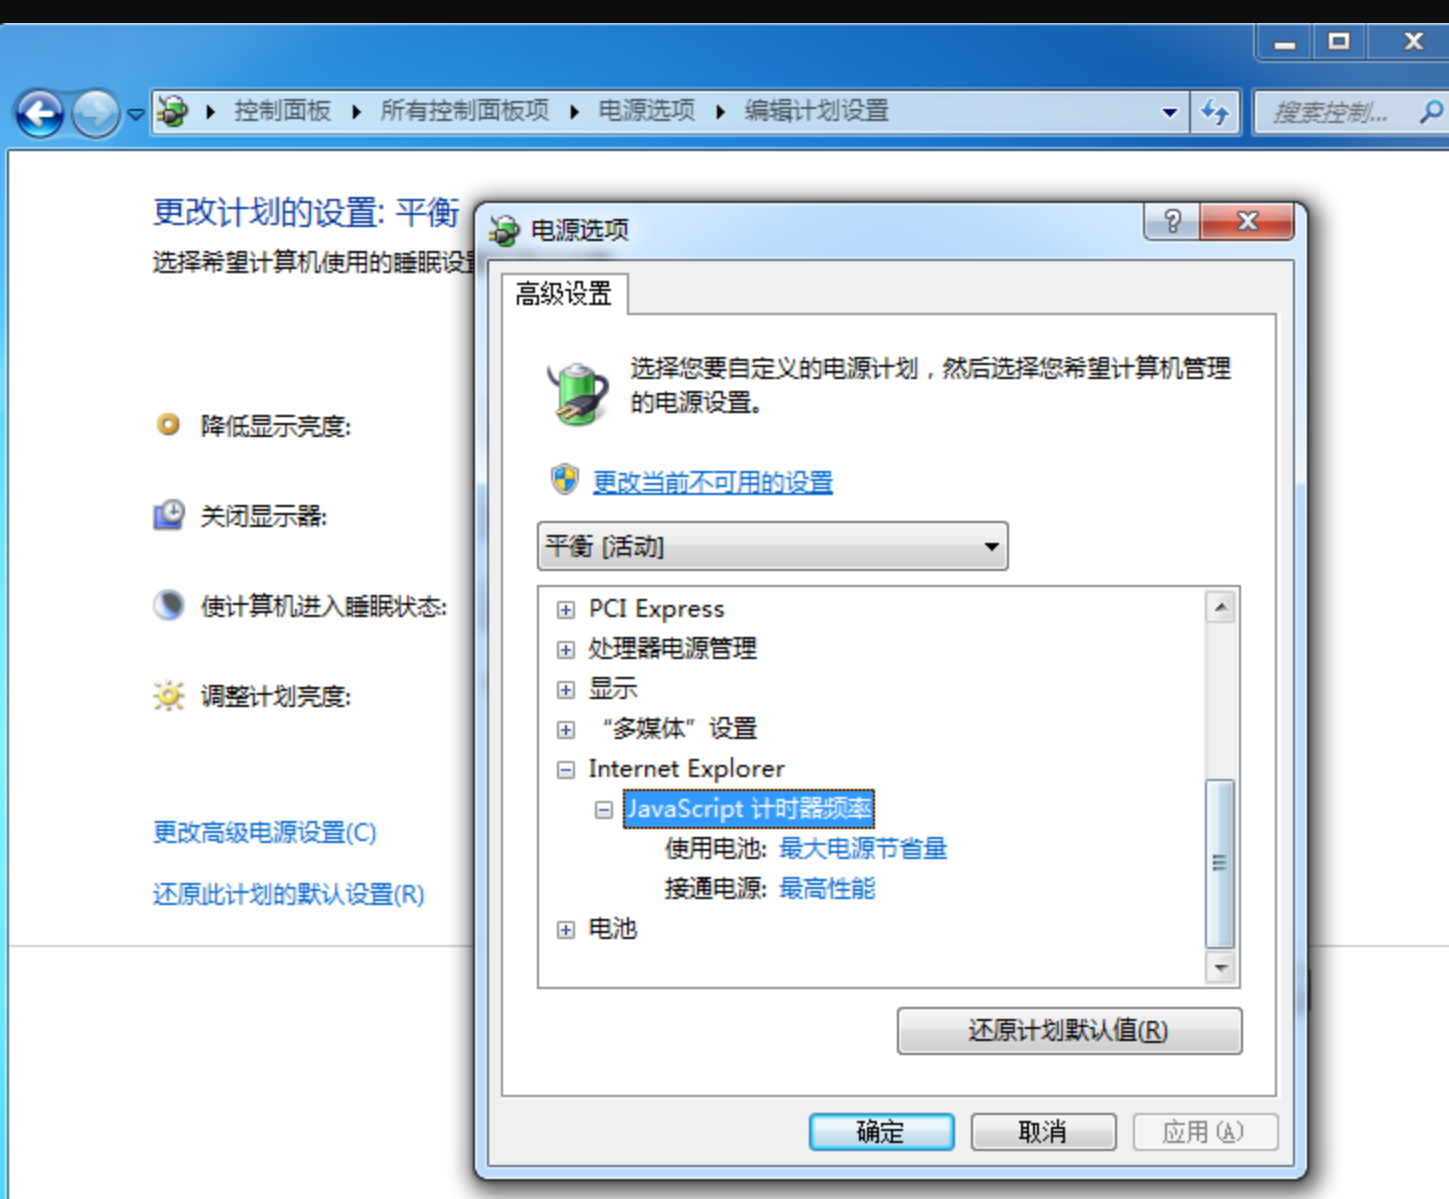 控制面板 ▸ 所有控制面板项 ▸ 电源选项 ▸ 编辑计划设置
搜索控制...
更改计划的设置: 平衡
选择希望计算机使用的睡眠设
降低显示亮度:
关闭显示器:
使计算机进入睡眠状态:
调整计划亮度:
更改高级电源设置(C)
还原此计划的默认设置(R)
电源选项
高级设置
选择您要自定义的电源计划，然后选择您希望计算机管理
的电源设置。
更改当前不可用的设置
平衡 [活动]
PCI Express
处理器电源管理
显示
“多媒体”设置
Internet Explorer
JavaScript 计时器频率
使用电池: 最大电源节省量
接通电源: 最高性能
电池
还原计划默认值(R)
确定
取消
应用(A)